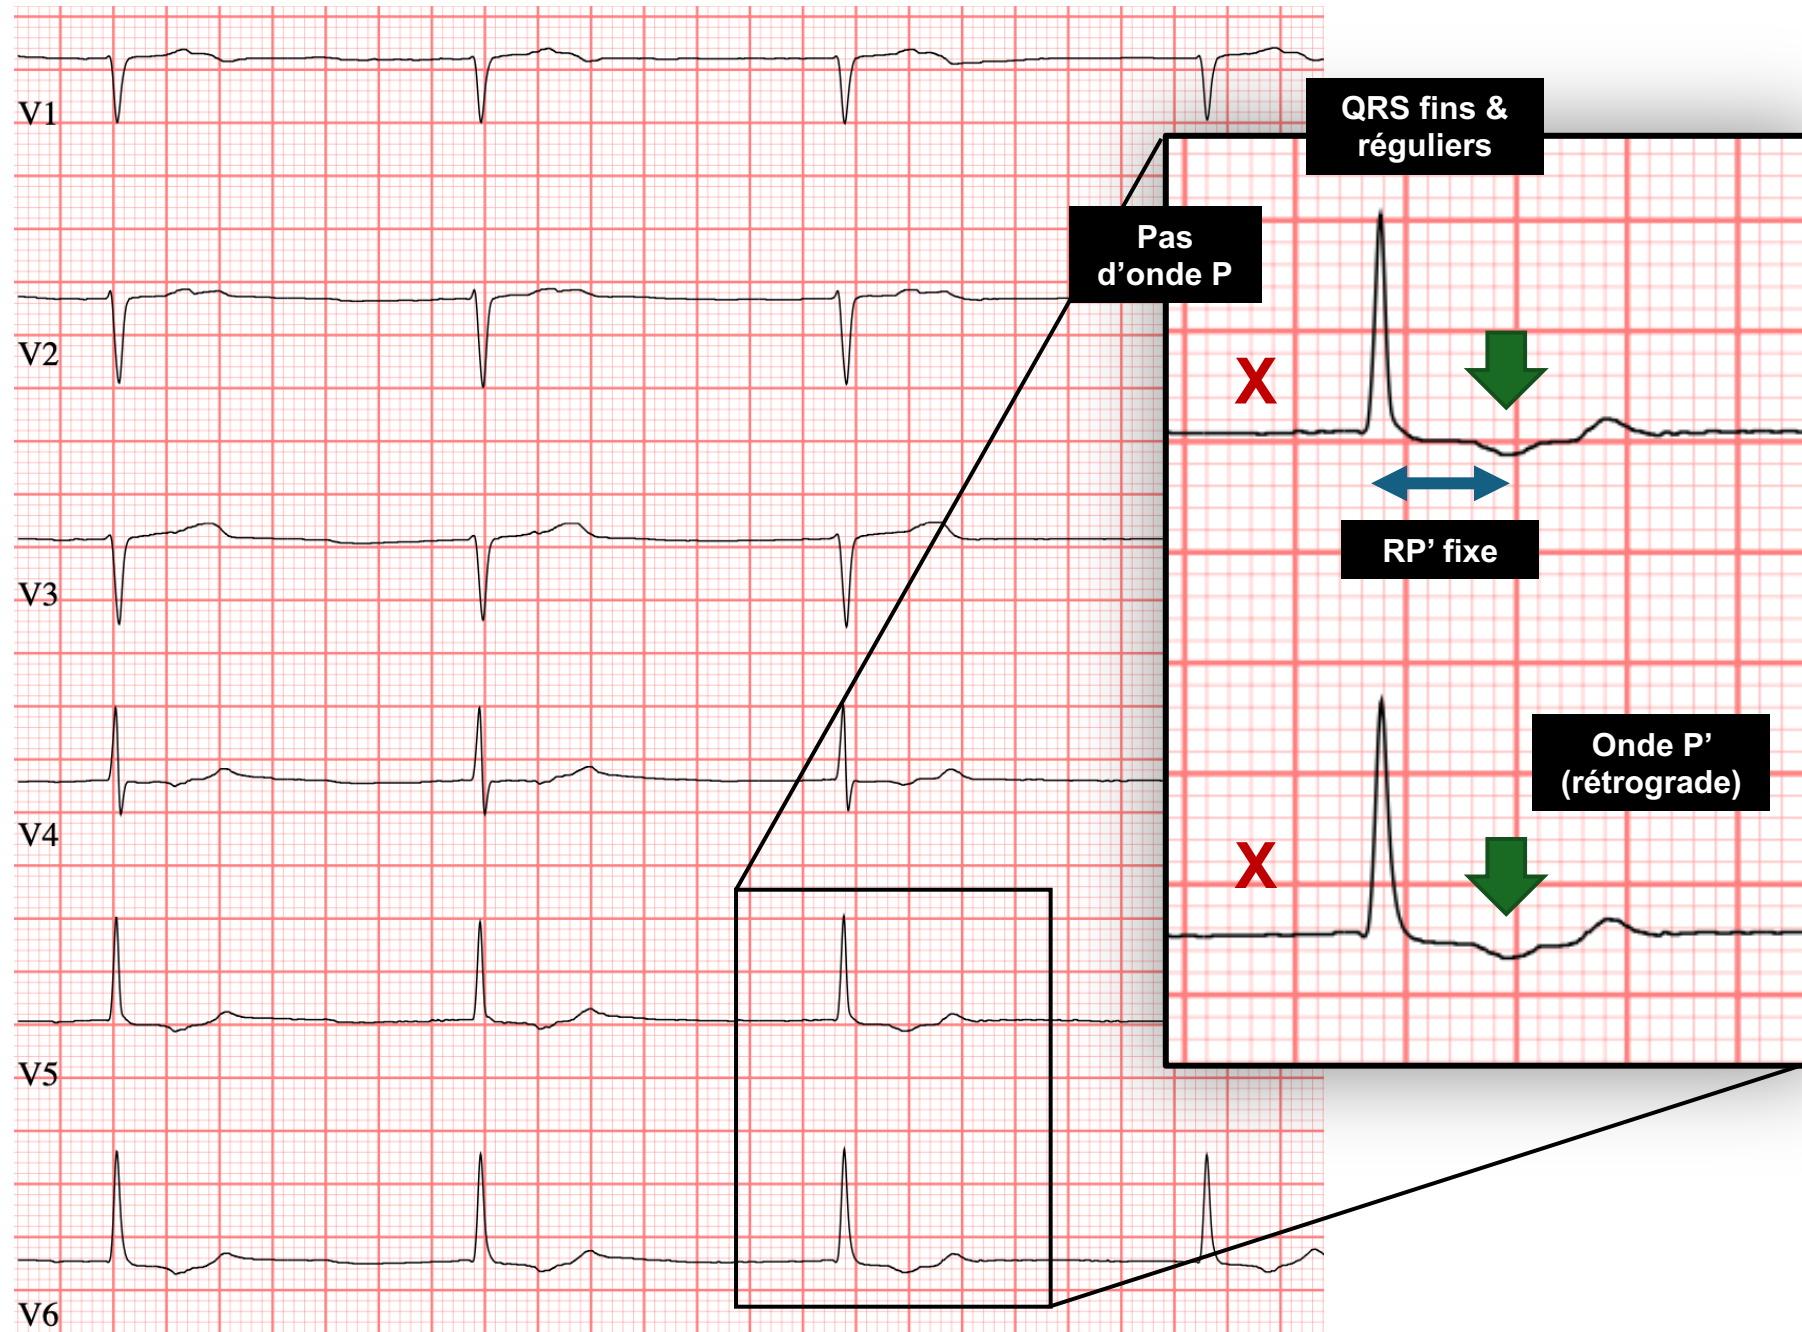 V1
V2
V3
V4
V5
V6
QRS fins &
réguliers
Pas
d’onde P
X
RP’ fixe
Onde P’
(rétrograde)
X